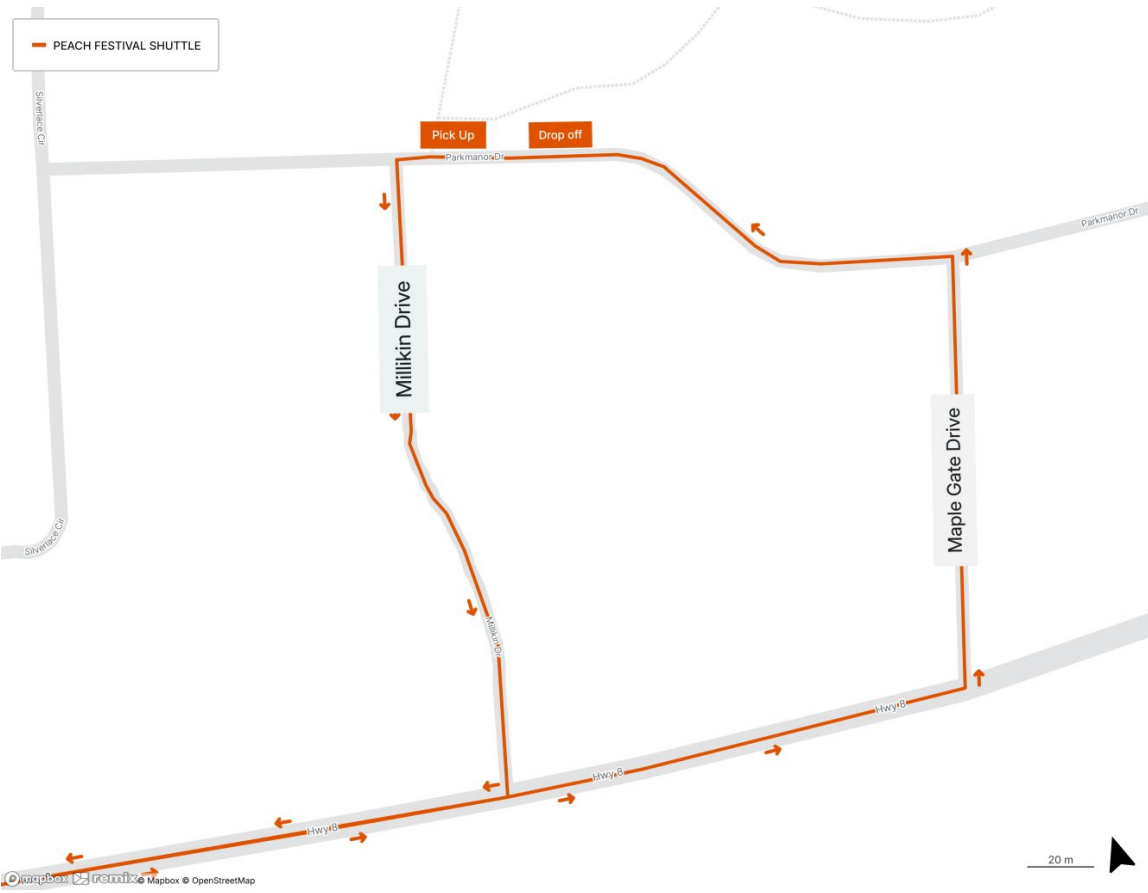 PEACH FESTIVAL SHUTTLE
Silverlace Cir
Pick Up
Drop off
Parkmanor Dr
Parkmanor Dr
Millikin Drive
Maple Gate Drive
Silverlace Cir
Millikin Dr
Hwy 8
Hwy 8
Hwy 8
20 m
mapbox remix © Mapbox © OpenStreetMap